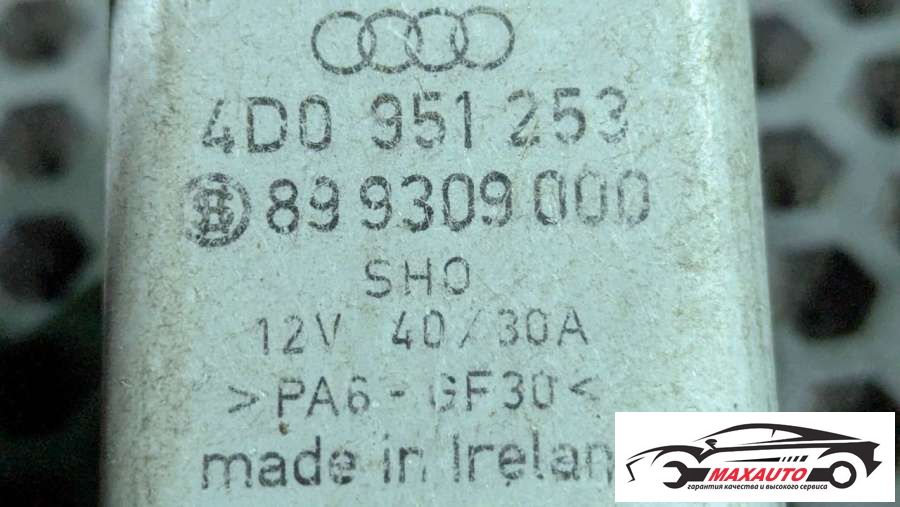 4D0 951 253
89 9309 000
SHO
12V 40/30A
>PA6-GF30<
made in Irelan
MAXAUTO
гарантия качества и высокого сервиса